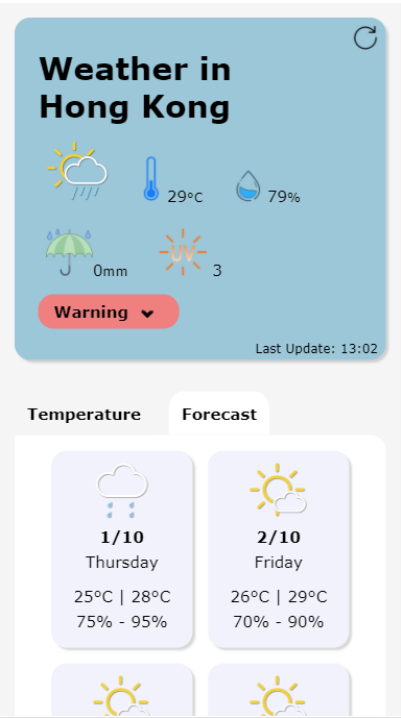 Weather in
Hong Kong
29°C
79%
0mm
UV
3
Warning
Last Update: 13:02
Temperature
Forecast
1/10
Thursday
25°C | 28°C
75% - 95%
2/10
Friday
26°C | 29°C
70% - 90%